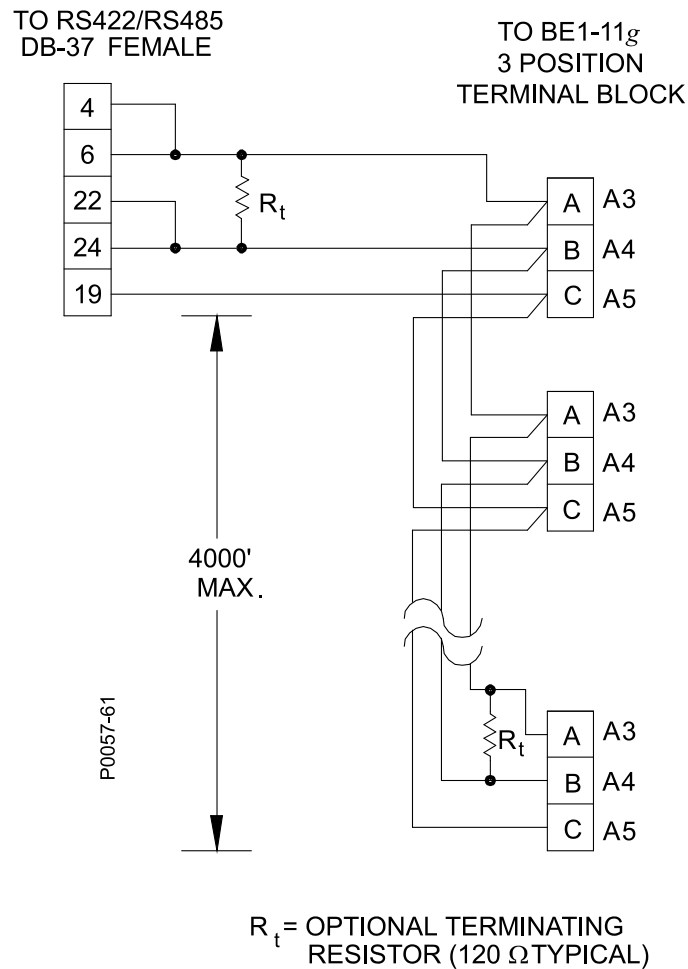 TO RS422/RS485
DB-37 FEMALE
TO BE1-11g
3 POSITION
TERMINAL BLOCK
4
6
22
24
19
Rt
A A3
B A4
C A5
A A3
B A4
C A5
4000'
MAX.
P0057-61
Rt
A A3
B A4
C A5
Rt = OPTIONAL TERMINATING
RESISTOR (120 Ω TYPICAL)